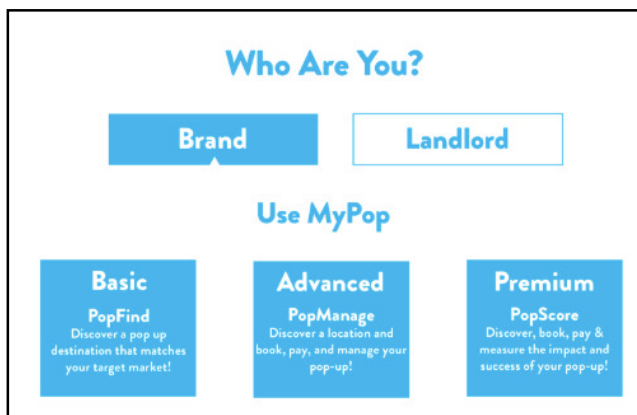 Who Are You?
Brand
Landlord
Use MyPop
Basic
PopFind
Discover a pop up
destination that matches
your target market!
Advanced
PopManage
Discover a location and
book, pay, and manage your
pop-up!
Premium
PopScore
Discover, book, pay &
measure the impact and
success of your pop-up!